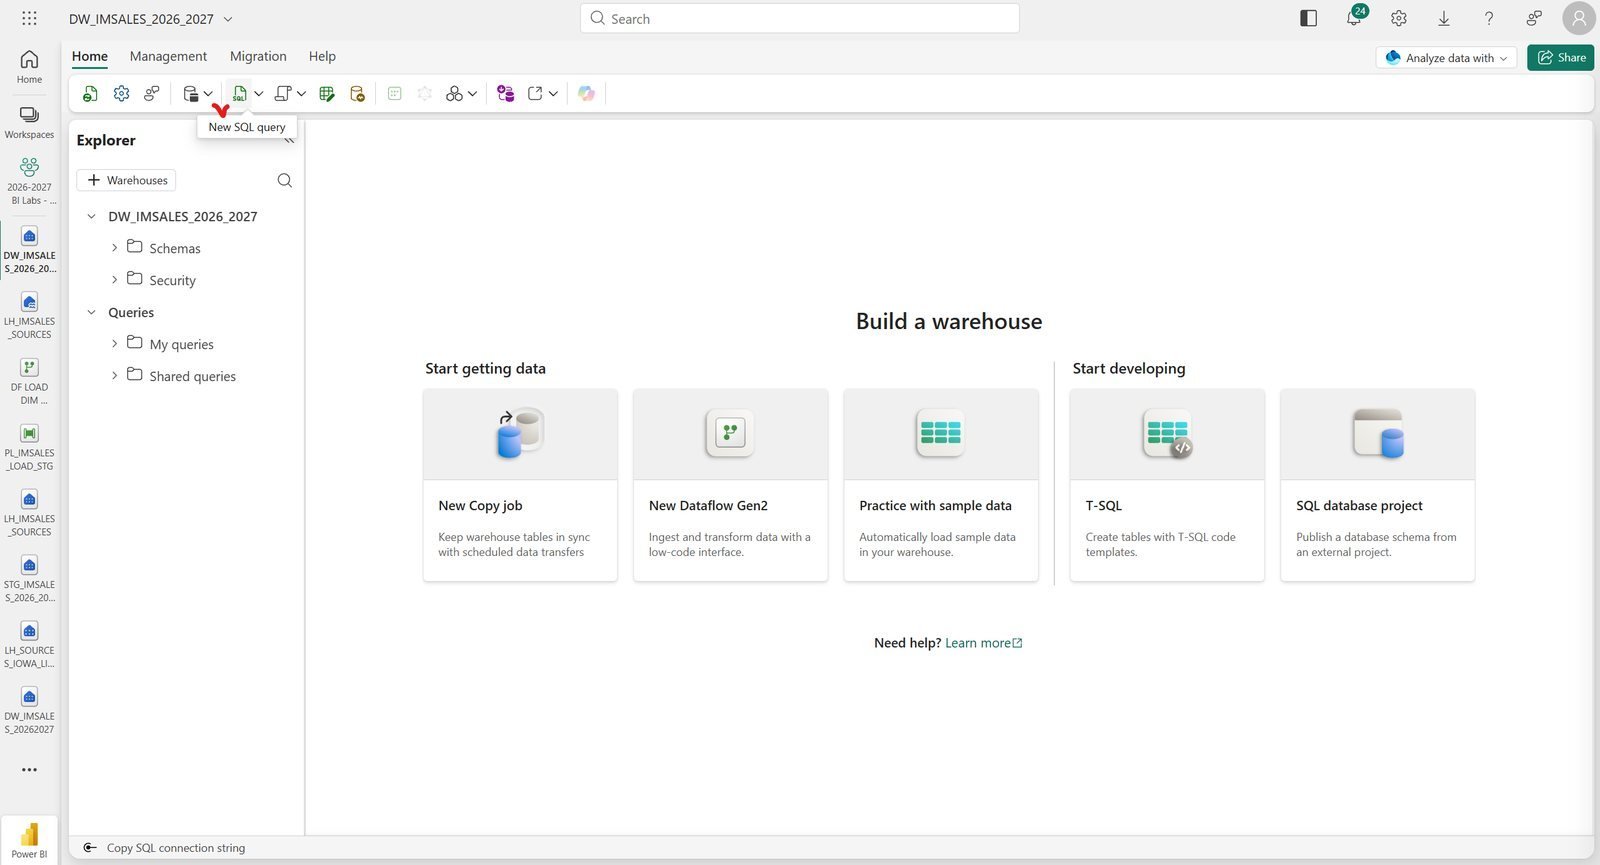 DW_IMSALES_2026_2027
Search
24
Home
Management
Migration
Help
Analyze data with
Share
SQL
New SQL query
Home
Workspaces
2026-2027
BI Labs - ...
DW_IMSALE
S_2026_20...
LH_IMSALES
_SOURCES
DF LOAD
DIM ...
PL_IMSALES
_LOAD_STG
LH_IMSALES
_SOURCES
STG_IMSALE
S_2026_20...
LH_SOURCE
S_IOWA_LI...
DW_IMSALE
S_20262027
Power BI
Explorer
Warehouses
DW_IMSALES_2026_2027
Schemas
Security
Queries
My queries
Shared queries
Build a warehouse
Start getting data
New Copy job
Keep warehouse tables in sync
with scheduled data transfers
New Dataflow Gen2
Ingest and transform data with a
low-code interface.
Practice with sample data
Automatically load sample data
in your warehouse.
Start developing
T-SQL
Create tables with T-SQL code
templates.
SQL database project
Publish a database schema from
an external project.
Need help? Learn more
Copy SQL connection string